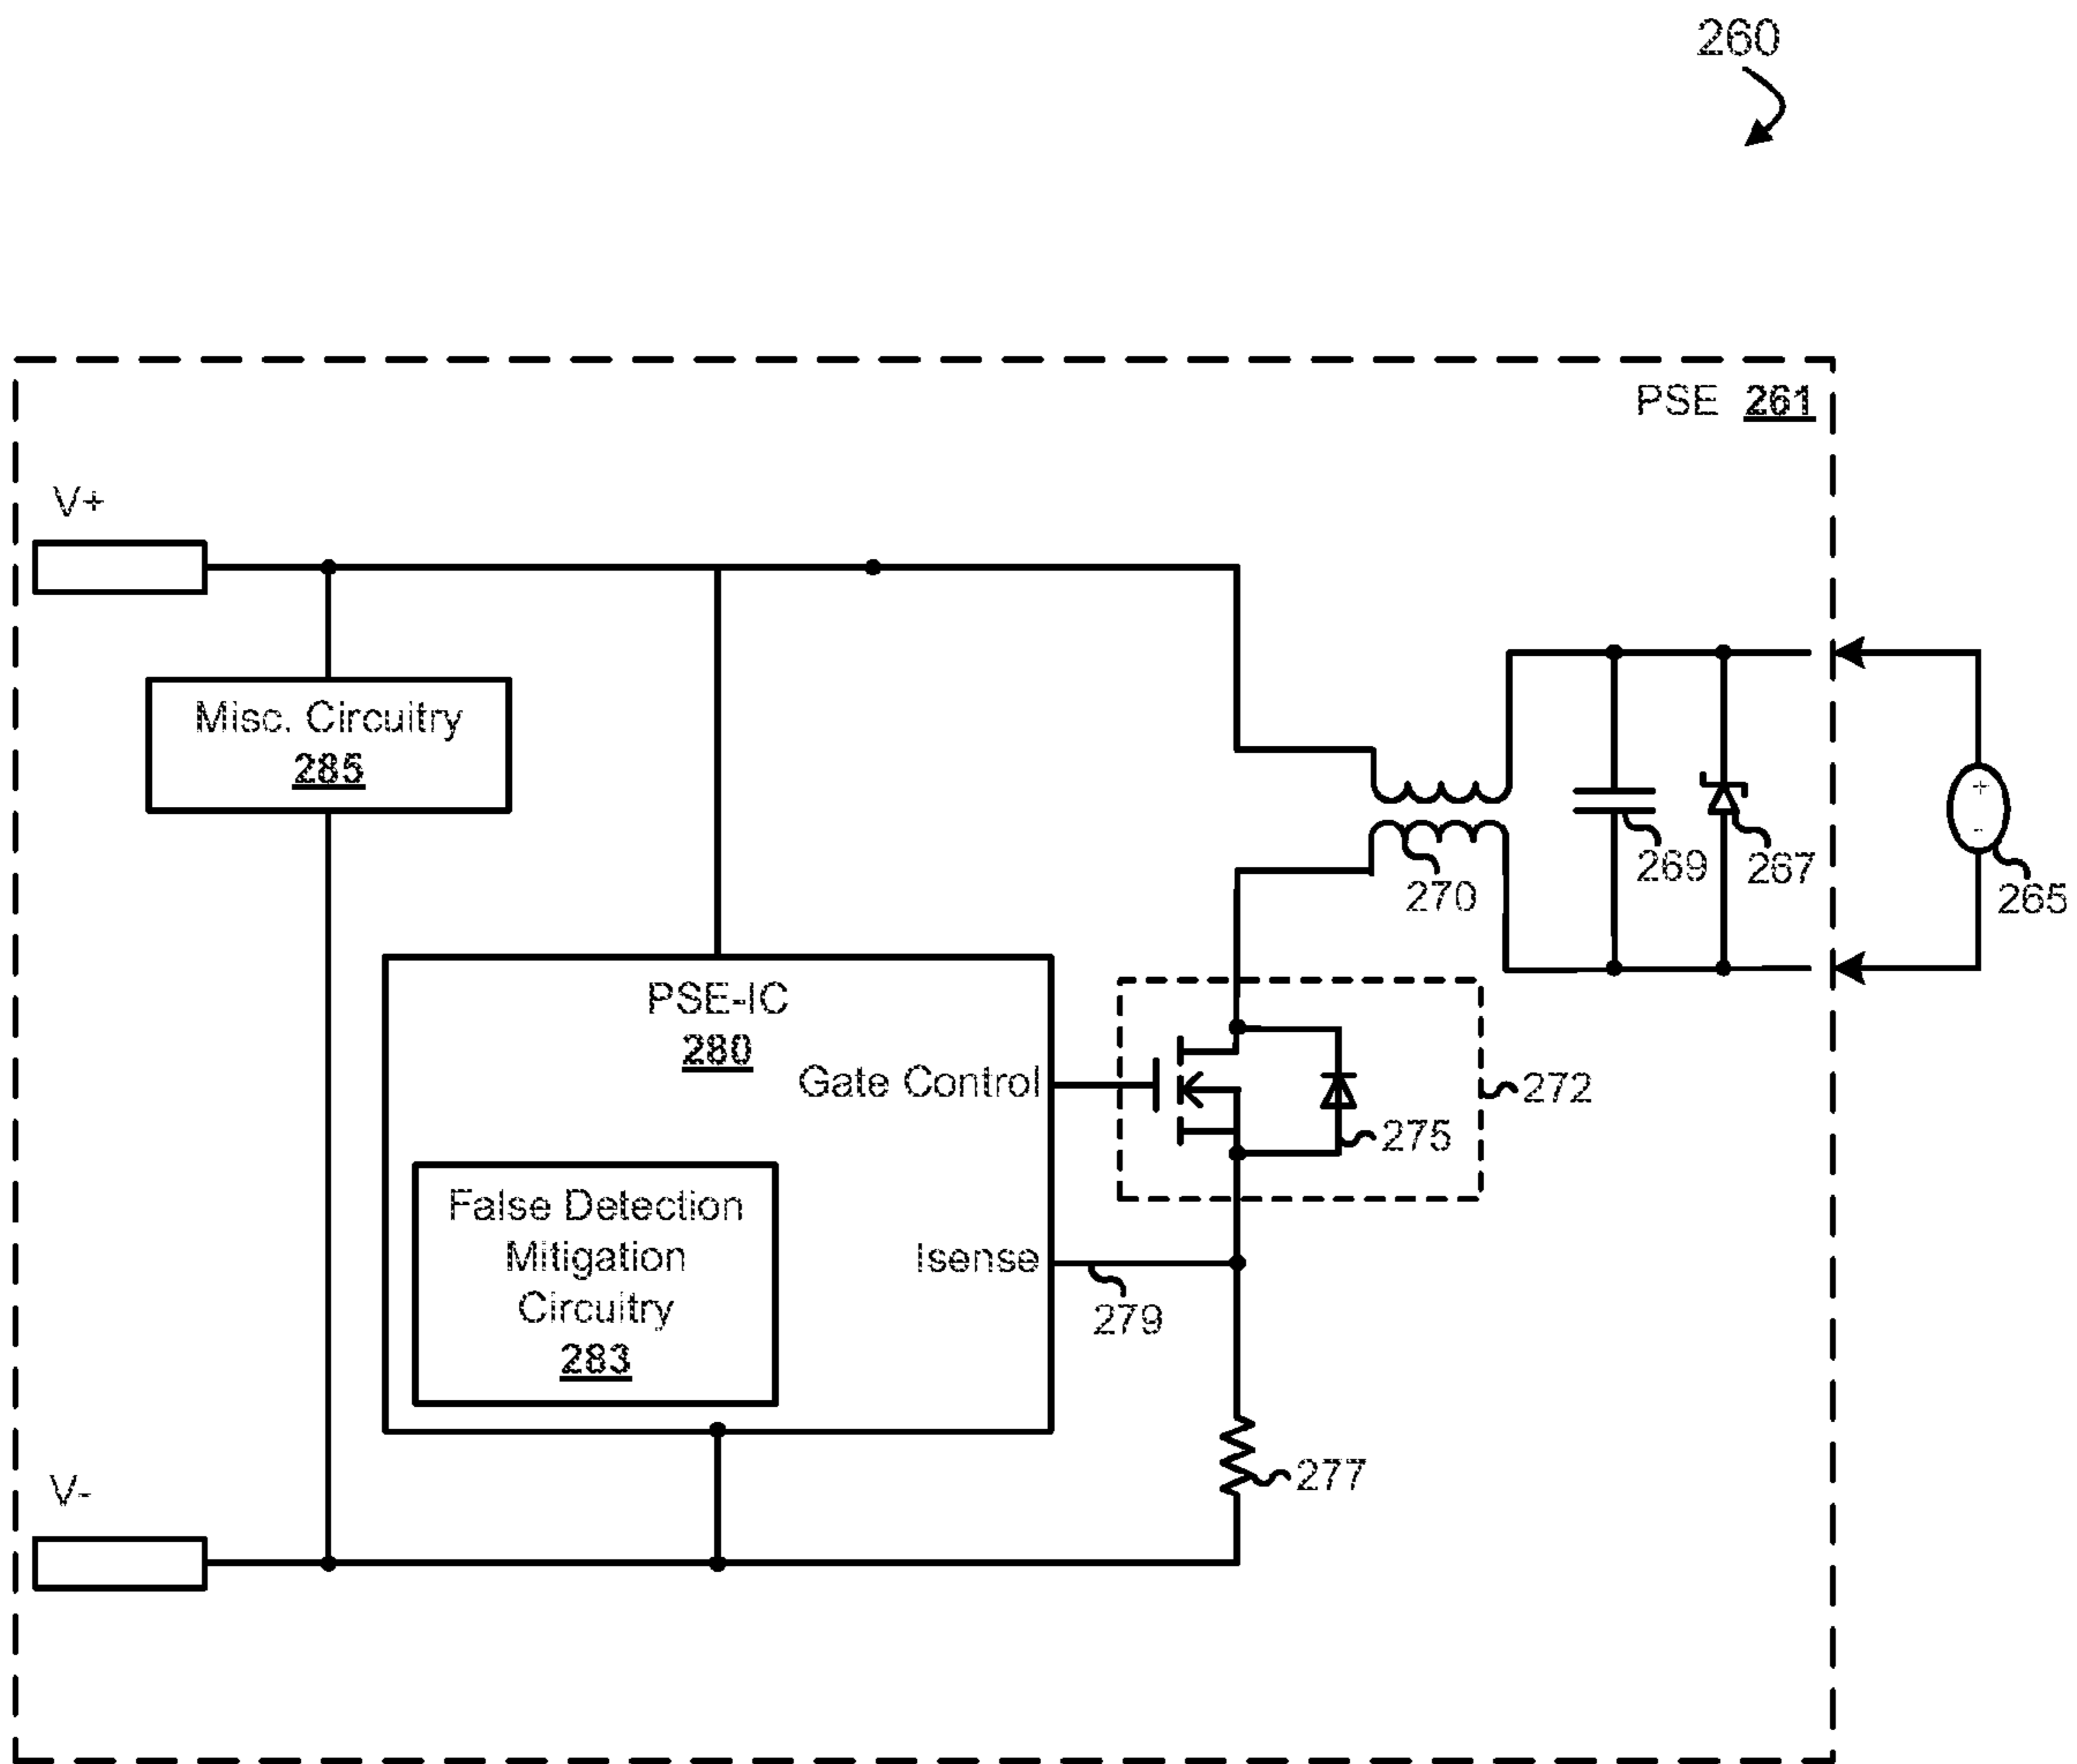 260
PSE 261
V+
Misc. Circuitry
285
+
-
269
267
265
270
PSE-IC
280
Gate Control
272
275
False Detection
Mitigation
Circuitry
283
Isense
279
277
V-